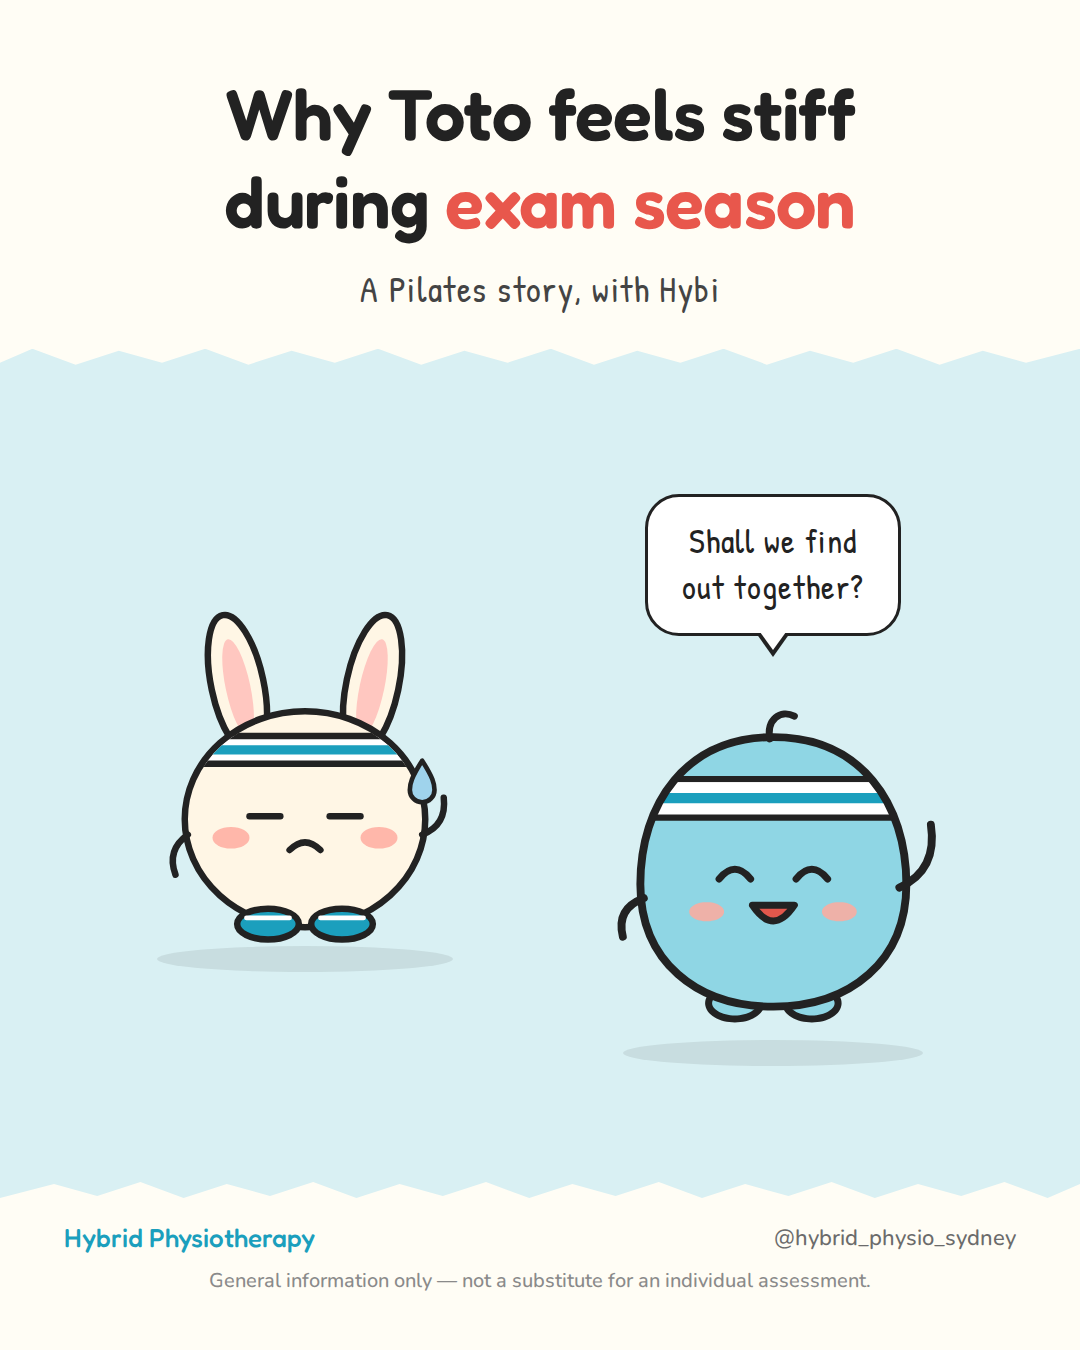 Why Toto feels stiff
during exam season
A Pilates story, with Hybi
Shall we find
out together?
Hybrid Physiotherapy
@hybrid_physio_sydney
General information only — not a substitute for an individual assessment.